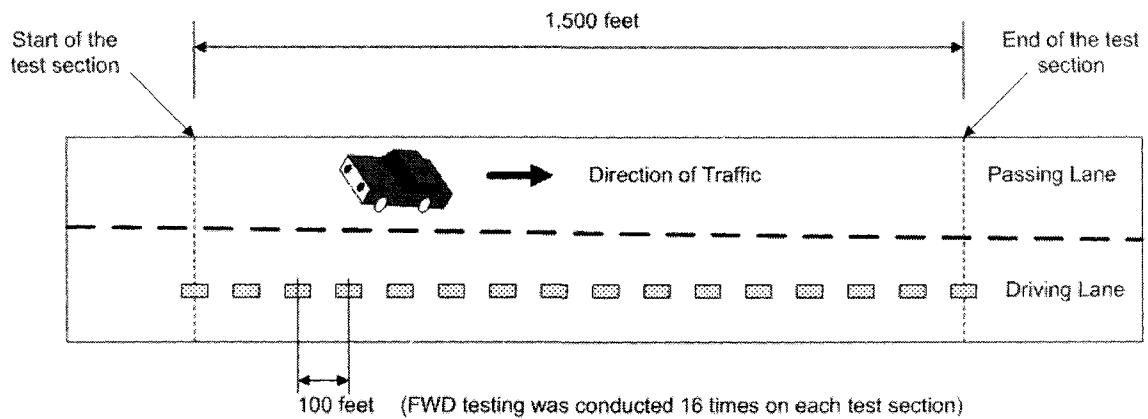 1,500 feet
Start of the
test section
End of the test
section
Direction of Traffic
Passing Lane
Driving Lane
100 feet (FWD testing was conducted 16 times on each test section)